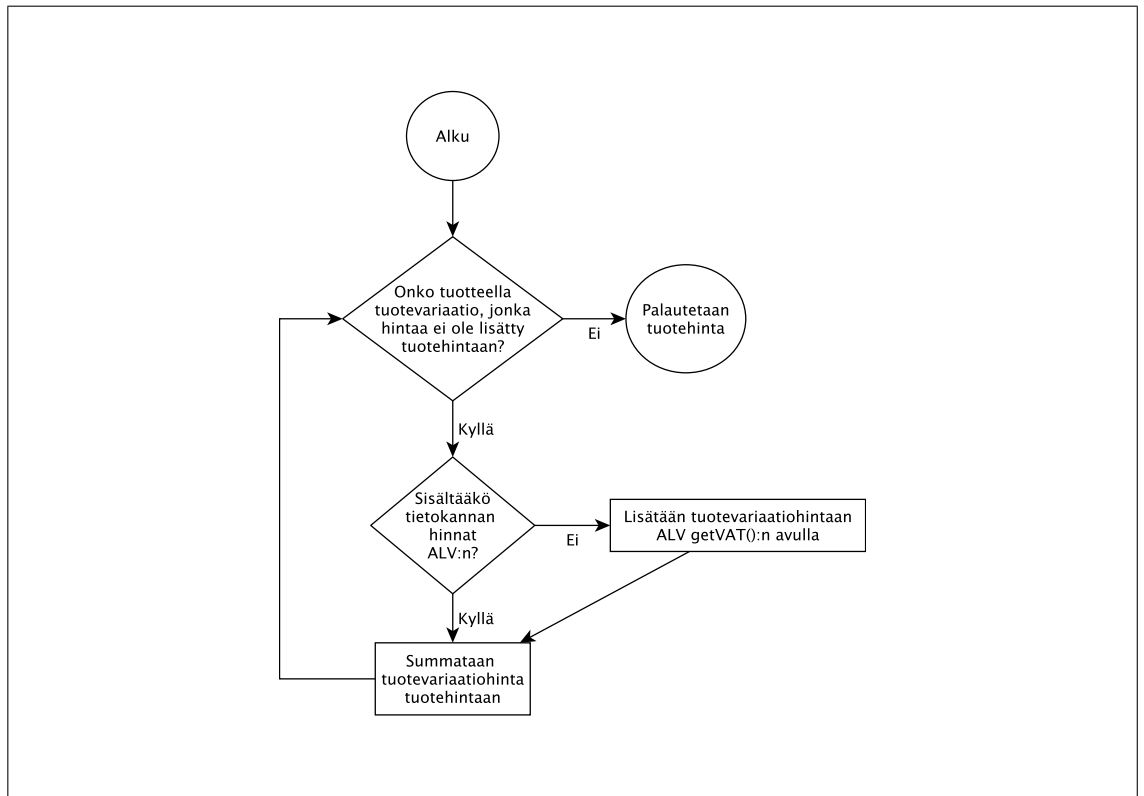 Alku
Onko tuotteella
tuotevariaatio, jonka
hintaa ei ole lisätty
tuotehintaan?
Ei
Palautetaan
tuotehinta
Kyllä
Sisältääkö
tietokannan
hinnat
ALV:n?
Ei
Lisätään tuotevariaatiohintaan
ALV getVAT():n avulla
Kyllä
Summataan
tuotevariaatiohinta
tuotehintaan